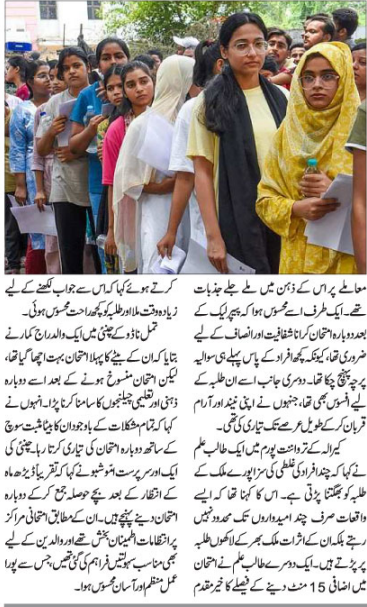 معاملے پر اس کے ذہن میں ملے جلے جذبات
تھے۔ ایک طرف اسے محسوس ہوا کہ پیپر لیک کے
بعد دوبارہ امتحان کرانا شفافیت اور انصاف کے لیے
ضروری تھا، کیونکہ کچھ افراد کے پاس پہلے ہی سوالیہ
پرچہ پہنچ چکا تھا۔ دوسری جانب اسے ان طلبہ کے
لیے افسوس بھی تھا، جنہوں نے اپنی نیند اور آرام
قربان کر کے طویل عرصے تک تیاری کی تھی۔
کیرالہ کے تروواننت پورم میں ایک طالب علم
نے کہا کہ چند افراد کی غلطی کی سزا پورے ملک کے
طلبہ کو بھگتنا پڑتی ہے۔ اس کا کہنا تھا کہ ایسے
واقعات صرف چند امیدواروں تک محدود نہیں
رہتے بلکہ ان کے اثرات ملک بھر کے لاکھوں طلبہ
پر پڑتے ہیں۔ ایک دوسرے طالب علم نے امتحان
میں اضافی 15 منٹ دینے کے فیصلے کا خیر مقدم
کرتے ہوئے کہا کہ اس سے جواب لکھنے کے لیے
زیادہ وقت ملا اور طلبہ کو کچھ راحت محسوس ہوئی۔
تمل ناڈو کے چنئی میں ایک والد راج کمار نے
بتایا کہ ان کے بیٹے کا پہلا امتحان بہت اچھا گیا تھا،
لیکن امتحان منسوخ ہونے کے بعد اسے دوبارہ
ذہنی اور تعلیمی چیلنجوں کا سامنا کرنا پڑا۔ انہوں نے
کہا کہ تمام مشکلات کے باوجود ان کا بیٹا مثبت سوچ
کے ساتھ دوبارہ امتحان کی تیاری کرتا رہا۔ چنئی کی
ایک اور سرپرست انوشبو نے کہا کہ تقریباً ڈیڑھ ماہ
کے انتظار کے بعد بچے حوصلہ جمع کر کے دوبارہ
امتحان دینے پہنچے ہیں۔ ان کے مطابق امتحانی مراکز
پر انتظامات اطمینان بخش تھے اور والدین کے لیے
بھی مناسب سہولتیں فراہم کی گئی تھیں، جس سے پورا
عمل منظم اور آسان محسوس ہوا۔